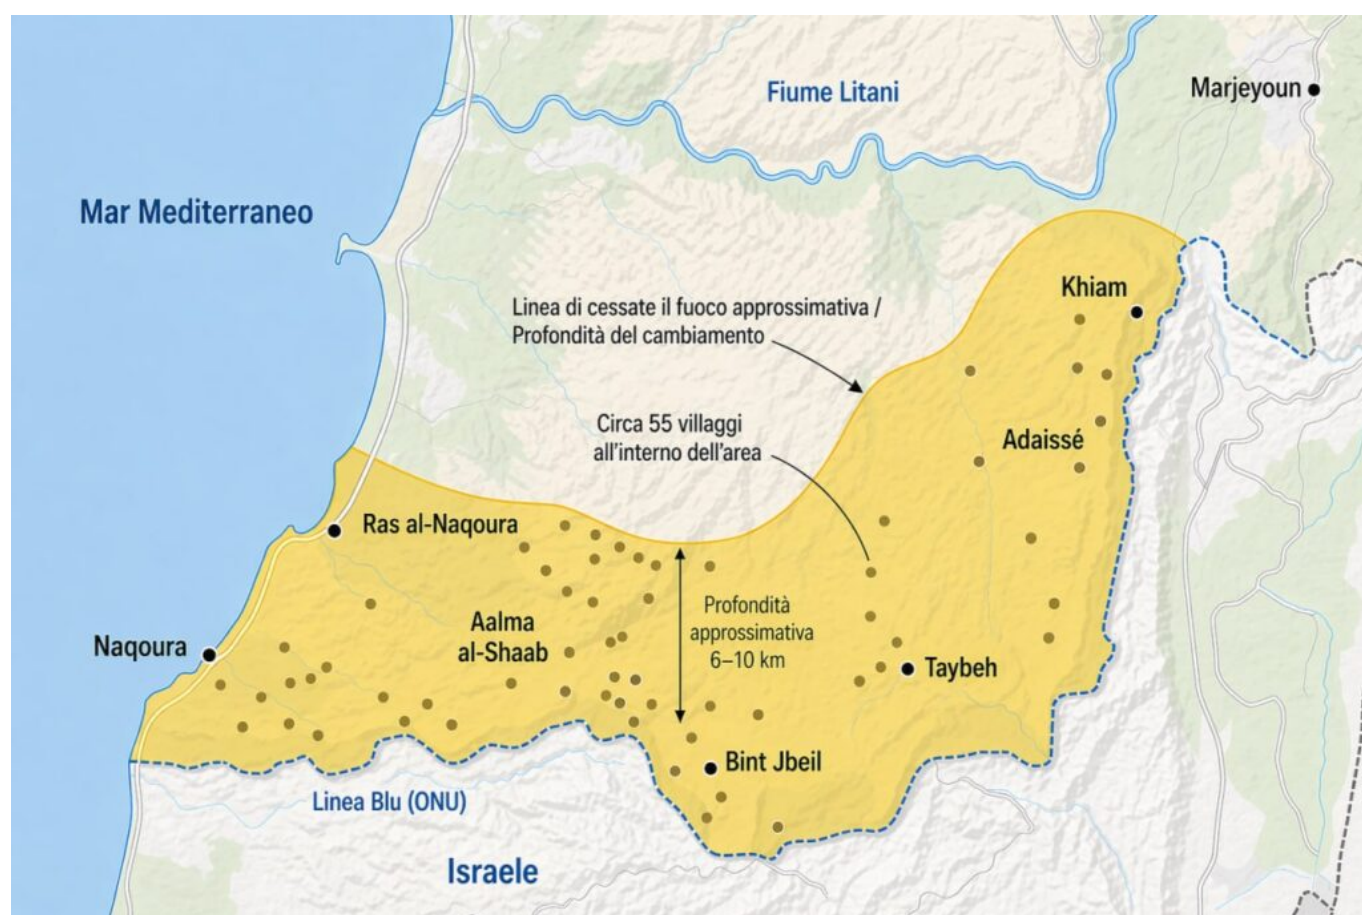 Fiume Litani
Marjeyoun
Mar Mediterraneo
Khiam
Linea di cessate il fuoco approssimativa /
Profondità del cambiamento
Circa 55 villaggi
all'interno dell'area
Adaissé
Ras al-Naqoura
Profondità
approssimativa
6–10 km
Aalma
al-Shaab
Naqoura
Taybeh
Bint Jbeil
Linea Blu (ONU)
Israele